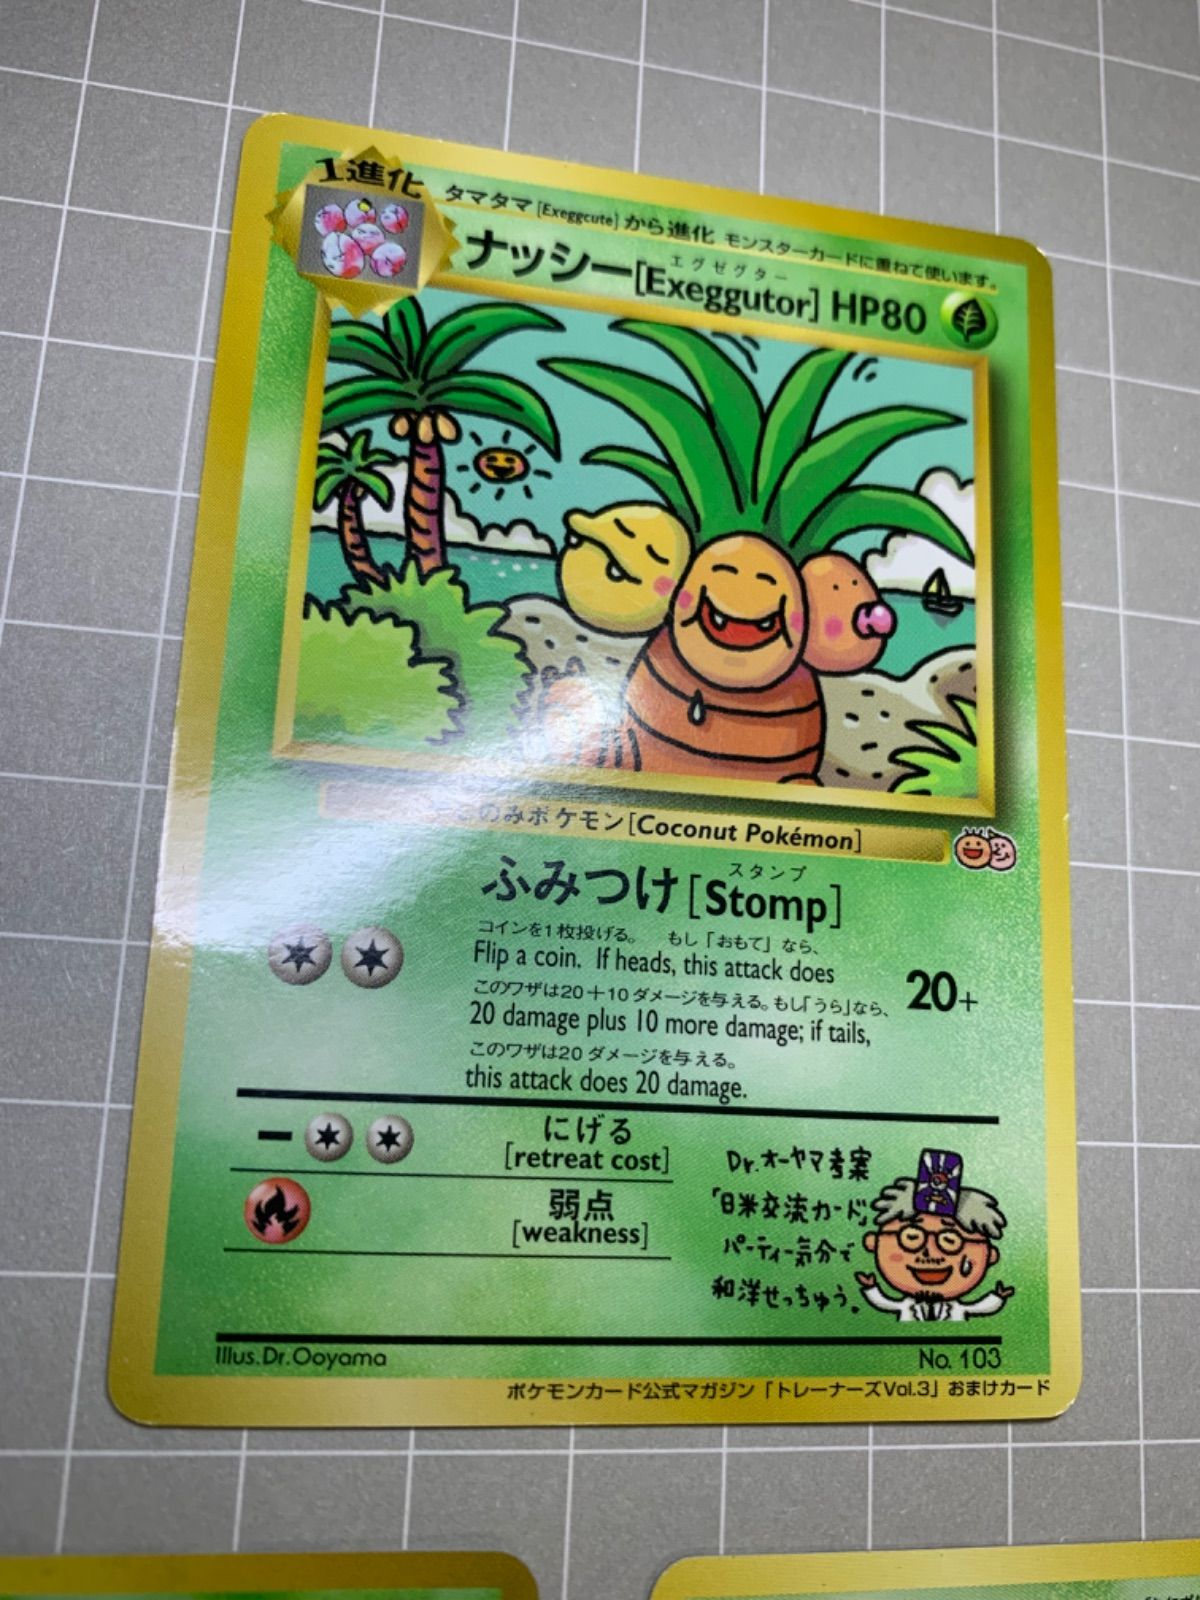 1進化
タマタマ[Exeggcute]から進化 モンスターカードに重ねて使います。
エグゼグター
ナッシー[Exeggutor] HP80
このみポケモン[Coconut Pokémon]
スタンプ
ふみつけ[Stomp]
コインを1枚投げる。 もし「おもて」なら、
Flip a coin. If heads, this attack does
このワザは20+10ダメージを与える。もし「うら」なら、
20 damage plus 10 more damage; if tails,
このワザは20ダメージを与える。
this attack does 20 damage.
20+
にげる
[retreat cost]
弱点
[weakness]
Dr.オーヤマ考案
「日米交流カード」
パーティー気分で
和洋せっちゅう。
Illus.Dr.Ooyama
No. 103
ポケモンカード公式マガジン「トレーナーズVol.3」おまけカード